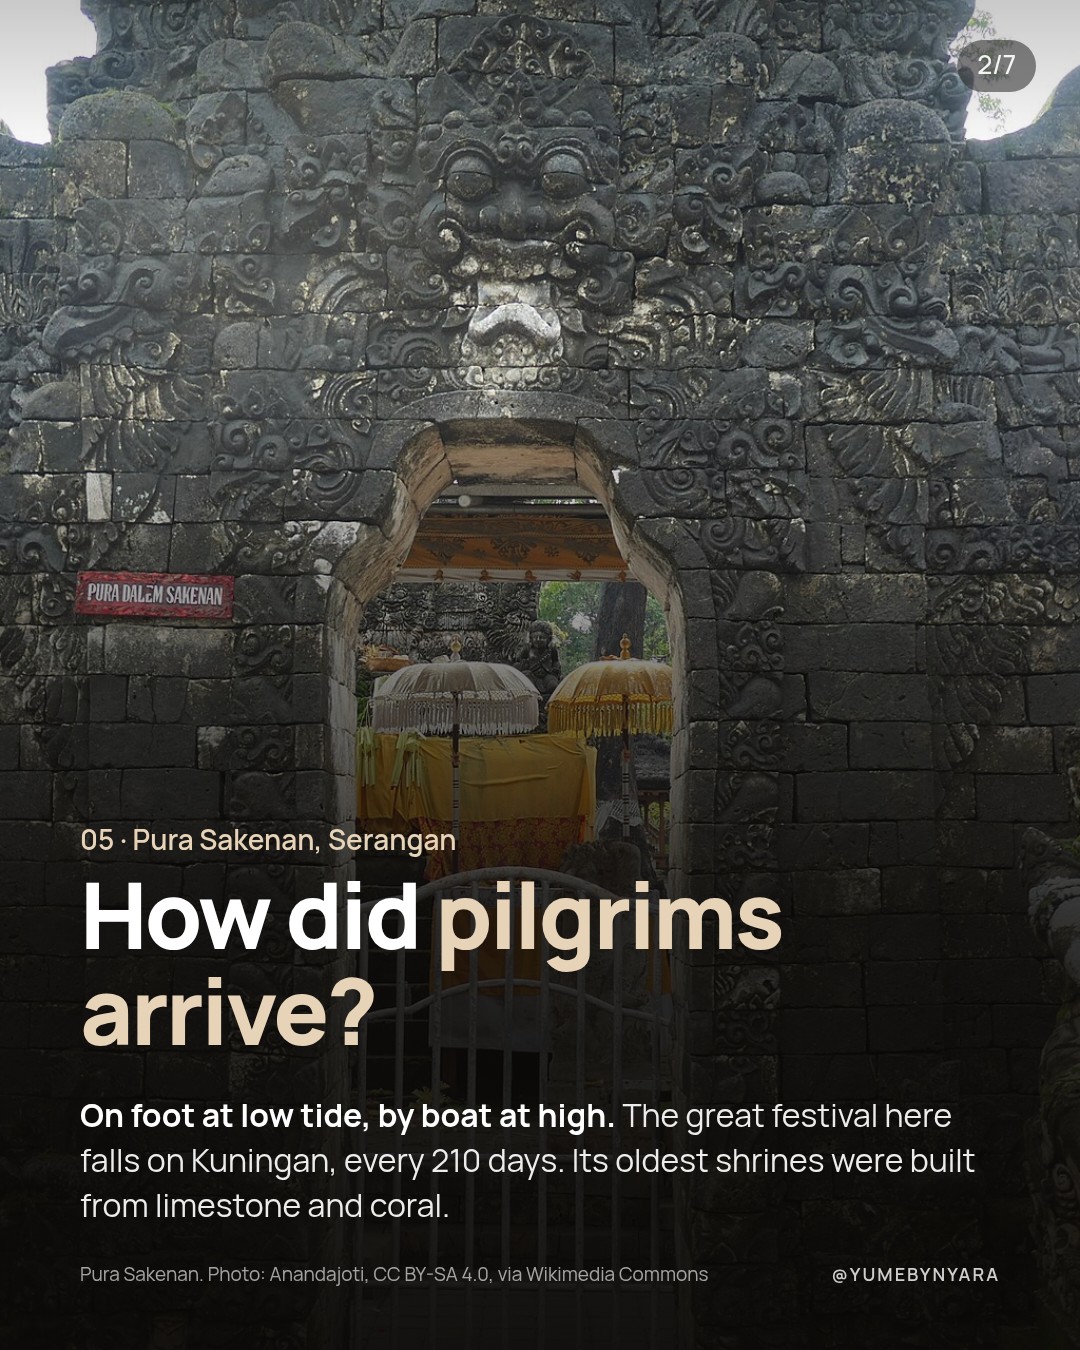 2/7
PURA DALEM SAKENAN
05 · Pura Sakenan, Serangan
How did pilgrims
arrive?
On foot at low tide, by boat at high. The great festival here
falls on Kuningan, every 210 days. Its oldest shrines were built
from limestone and coral.
Pura Sakenan. Photo: Anandajoti, CC BY-SA 4.0, via Wikimedia Commons
@YUMEBYNYARA